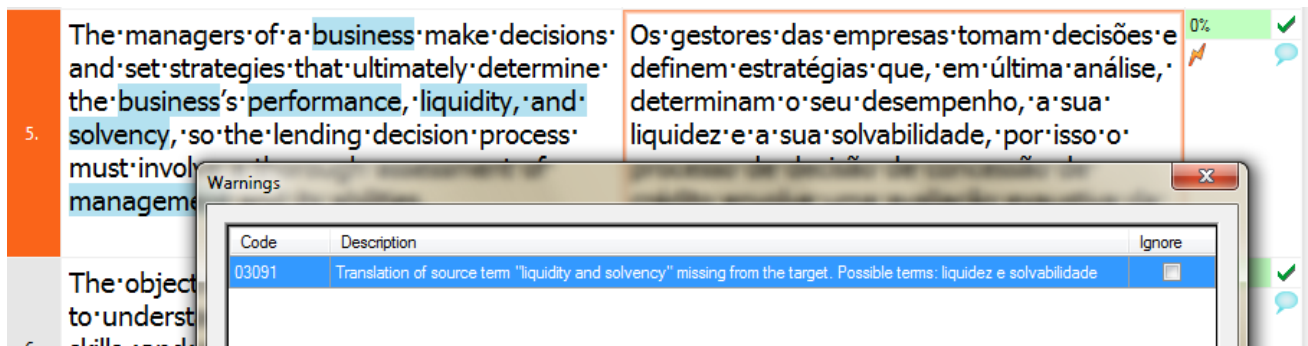 The·managers·of·a·business·make·decisions·
and·set·strategies·that·ultimately·determine·
the·business's·performance,·liquidity,·and·
solvency,·so·the·lending·decision·process·
must·invol
manageme
5.
Os·gestores·das·empresas·tomam·decisões·e
definem·estratégias·que,·em·última·análise,·
determinam·o·seu·desempenho,·a·sua·
liquidez·e·a·sua·solvabilidade,·por·isso·o·
0%
Warnings
Code Description Ignore
03091 Translation of source term "liquidity and solvency" missing from the target. Possible terms: liquidez e solvabilidade
The·object
to·underst